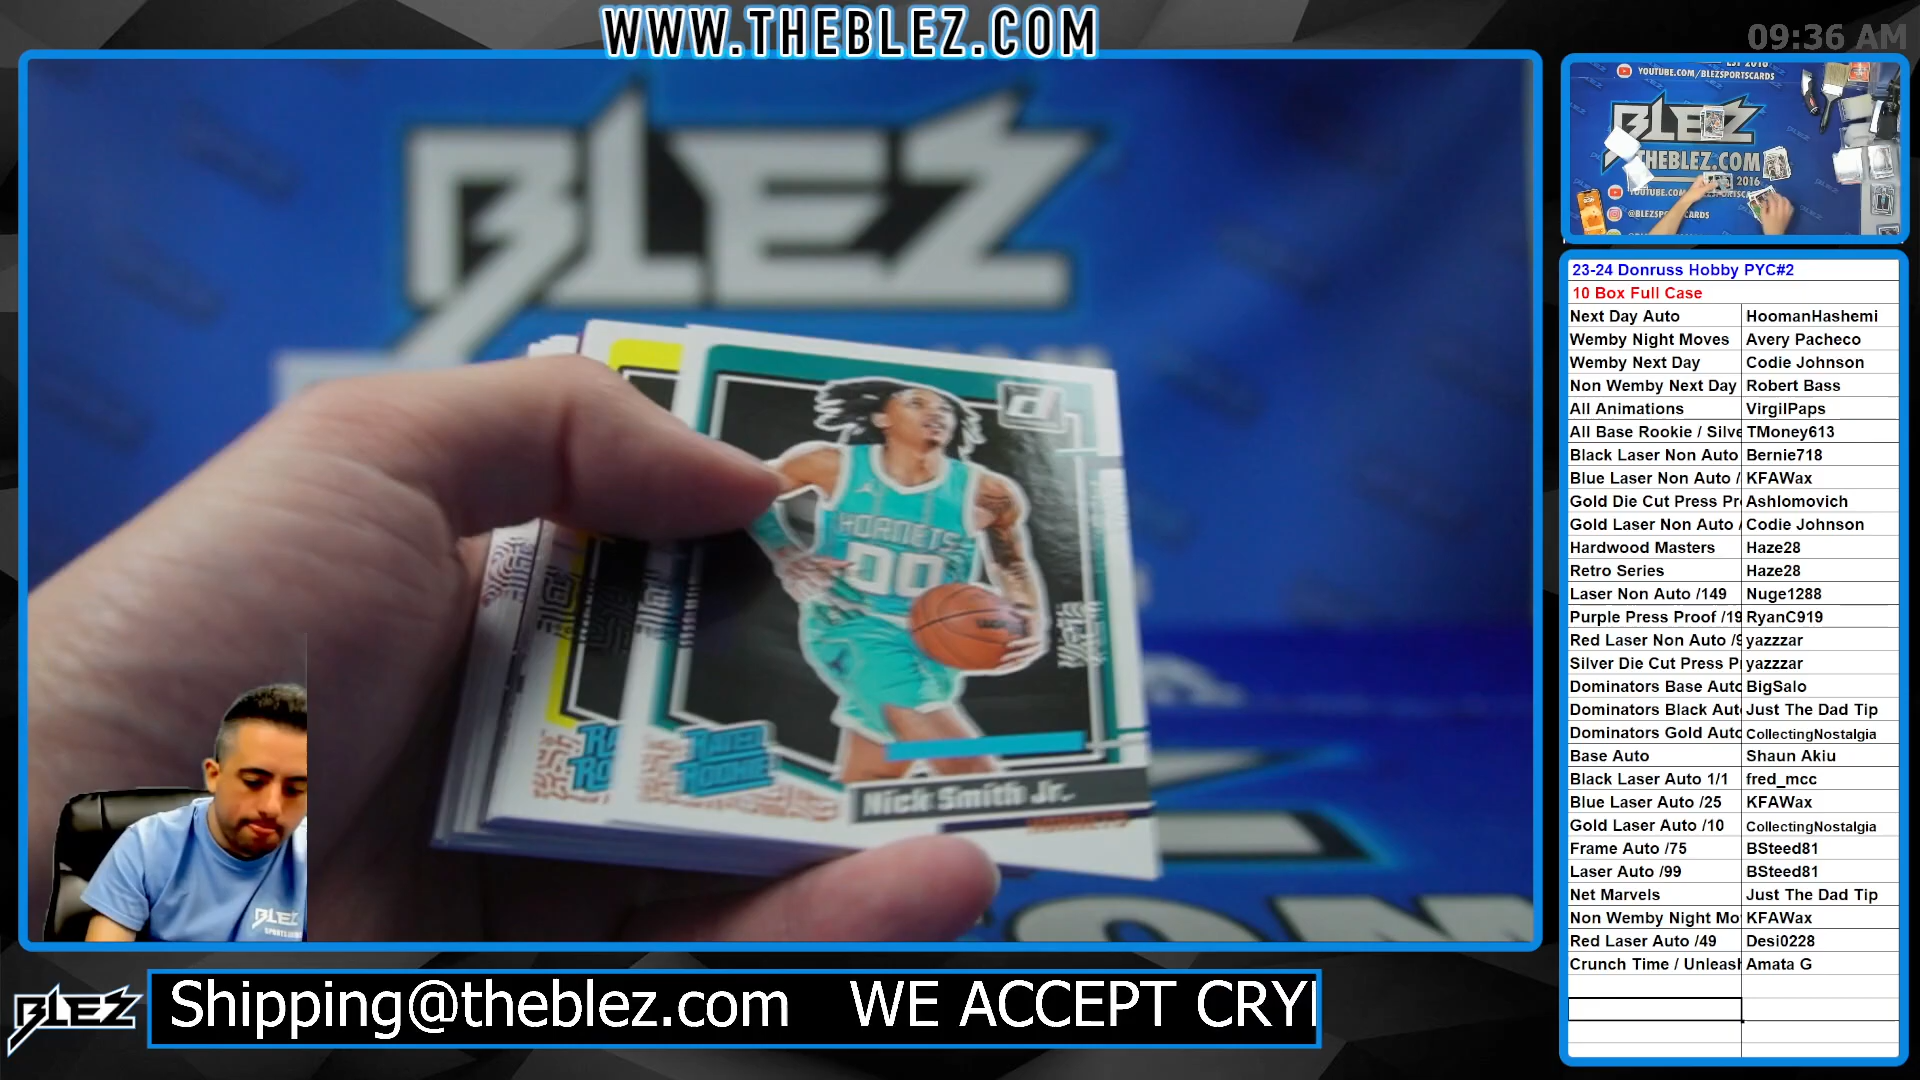 WWW.THEBLEZ.COM
09:36 AM
BLEZ
HORNETS
00
RATED ROOKIE
Nick Smith Jr.
HORNETS
YOUTUBE.COM/BLEZSPORTSCARDS
BLEZ
THEBLEZ.COM
2016
@BLEZSPORTSCARDS
23-24 Donruss Hobby PYC#2
10 Box Full Case
Next Day Auto HoomanHashemi
Wemby Night Moves Avery Pacheco
Wemby Next Day Codie Johnson
Non Wemby Next Day Robert Bass
All Animations VirgilPaps
All Base Rookie / Silve TMoney613
Black Laser Non Auto Bernie718
Blue Laser Non Auto / KFAWax
Gold Die Cut Press Pr Ashlomovich
Gold Laser Non Auto / Codie Johnson
Hardwood Masters Haze28
Retro Series Haze28
Laser Non Auto /149 Nuge1288
Purple Press Proof /19 RyanC919
Red Laser Non Auto /9 yazzzar
Silver Die Cut Press P yazzzar
Dominators Base Auto BigSalo
Dominators Black Aut Just The Dad Tip
Dominators Gold Auto CollectingNostalgia
Base Auto Shaun Akiu
Black Laser Auto 1/1 fred_mcc
Blue Laser Auto /25 KFAWax
Gold Laser Auto /10 CollectingNostalgia
Frame Auto /75 BSteed81
Laser Auto /99 BSteed81
Net Marvels Just The Dad Tip
Non Wemby Night Mo KFAWax
Red Laser Auto /49 Desi0228
Crunch Time / Unleash Amata G
BLEZ
BLEZ
Shipping@theblez.com WE ACCEPT CRY